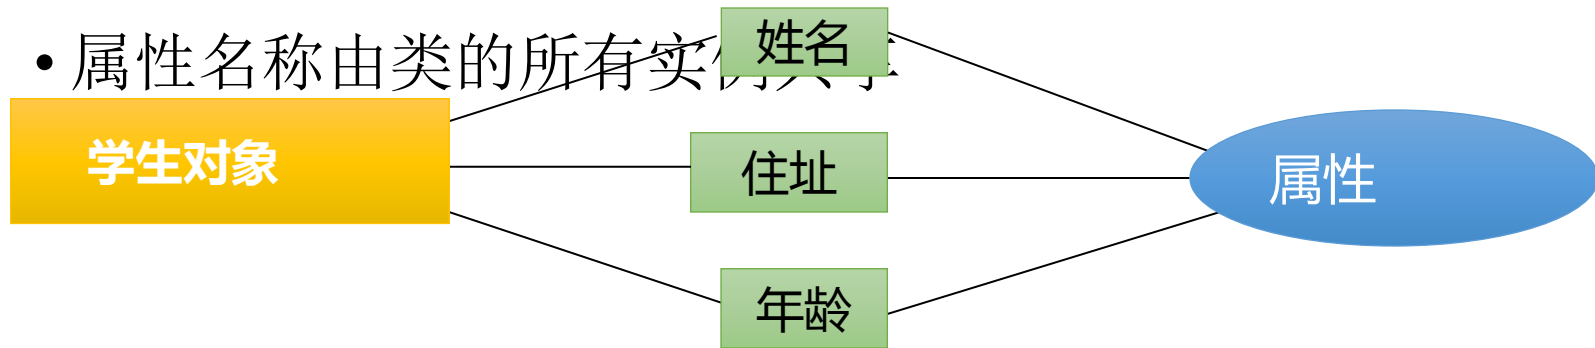 • 属性名称由类的所有实
姓名
学生对象
住址
属性
年龄